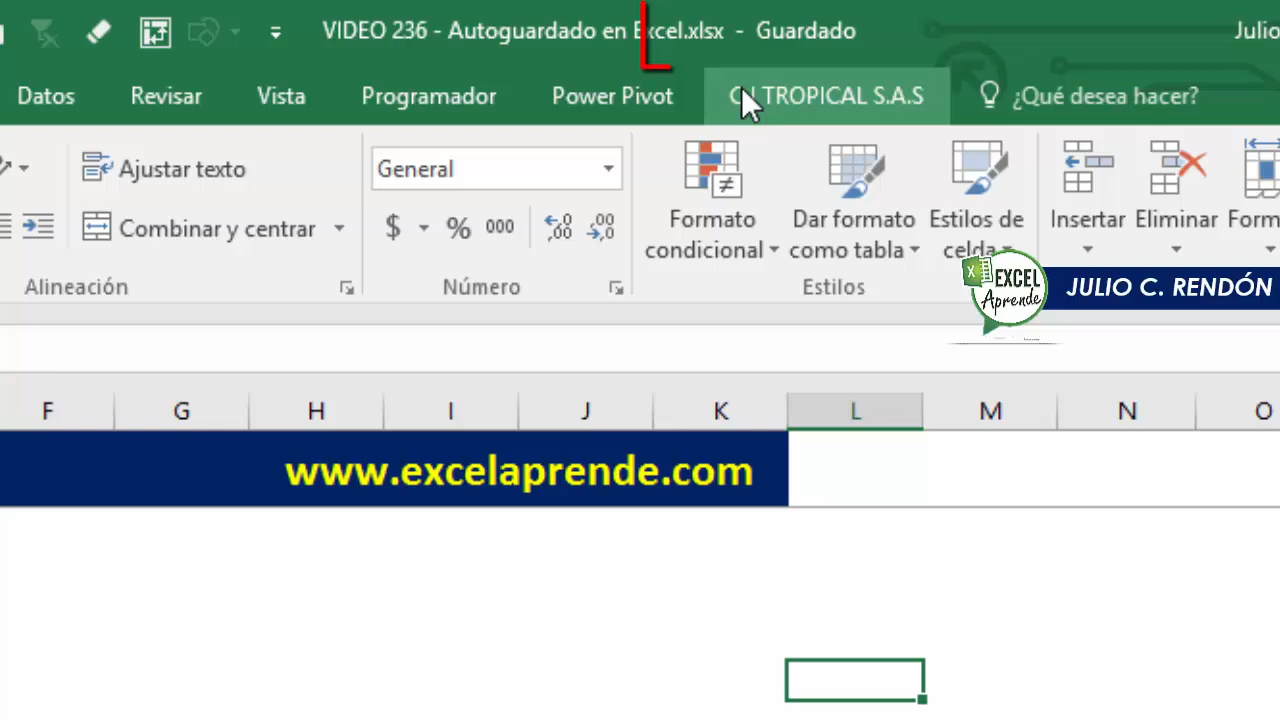 VIDEO 236 - Autoguardado en Excel.xlsx - Guardado
Julio
Datos Revisar Vista Programador Power Pivot TROPICAL S.A.S ¿Qué desea hacer?
Ajustar texto
General
Combinar y centrar
$ % 000
Formato condicional
Dar formato como tabla
Estilos de celda
Insertar
Eliminar
Form
Alineación
Número
Estilos
EXCEL
Aprende
JULIO C. RENDÓN
F G H I J K L M N O
www.excelaprende.com